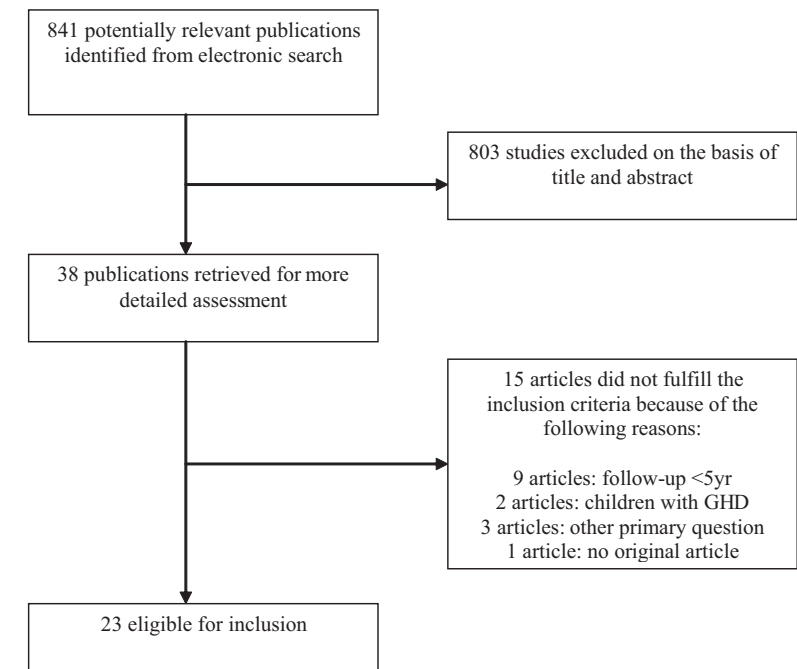 841 potentially relevant publications
identified from electronic search
803 studies excluded on the basis of
title and abstract
38 publications retrieved for more
detailed assessment
15 articles did not fulfill the
inclusion criteria because of the
following reasons:
9 articles: follow-up <5yr
2 articles: children with GHD
3 articles: other primary question
1 article: no original article
23 eligible for inclusion